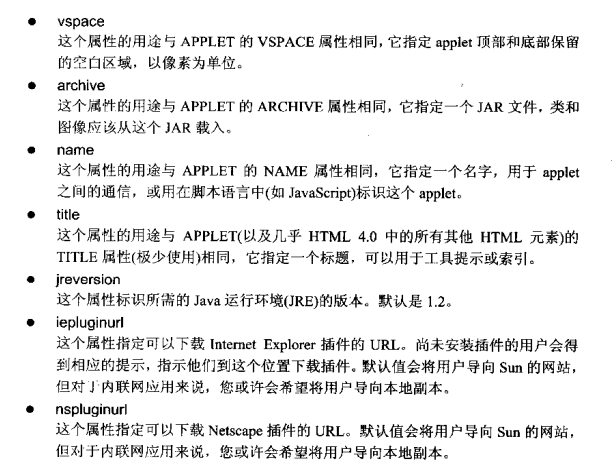 ● vspace
这个属性的用途与 APPLET 的 VSPACE 属性相同，它指定 applet 顶部和底部保留
的空白区域，以像素为单位。
● archive
这个属性的用途与 APPLET 的 ARCHIVE 属性相同，它指定一个 JAR 文件，类和
图像应该从这个 JAR 载入。
● name
这个属性的用途与 APPLET 的 NAME 属性相同，它指定一个名字，用于 applet
之间的通信，或用在脚本语言中(如 JavaScript)标识这个 applet。
● title
这个属性的用途与 APPLET(以及几乎 HTML 4.0 中的所有其他 HTML 元素)的
TITLE 属性(极少使用)相同，它指定一个标题，可以用于工具提示或索引。
● jreversion
这个属性标识所需的 Java 运行环境(JRE)的版本。默认是 1.2。
● iepluginurl
这个属性指定可以下载 Internet Explorer 插件的 URL。尚未安装插件的用户会得
到相应的提示，指示他们到这个位置下载插件。默认值会将用户导向 Sun 的网站，
但对于内联网应用来说，您或许会希望将用户导向本地副本。
● nspluginurl
这个属性指定可以下载 Netscape 插件的 URL。默认值会将用户导向 Sun 的网站，
但对于内联网应用来说，您或许会希望将用户导向本地副本。